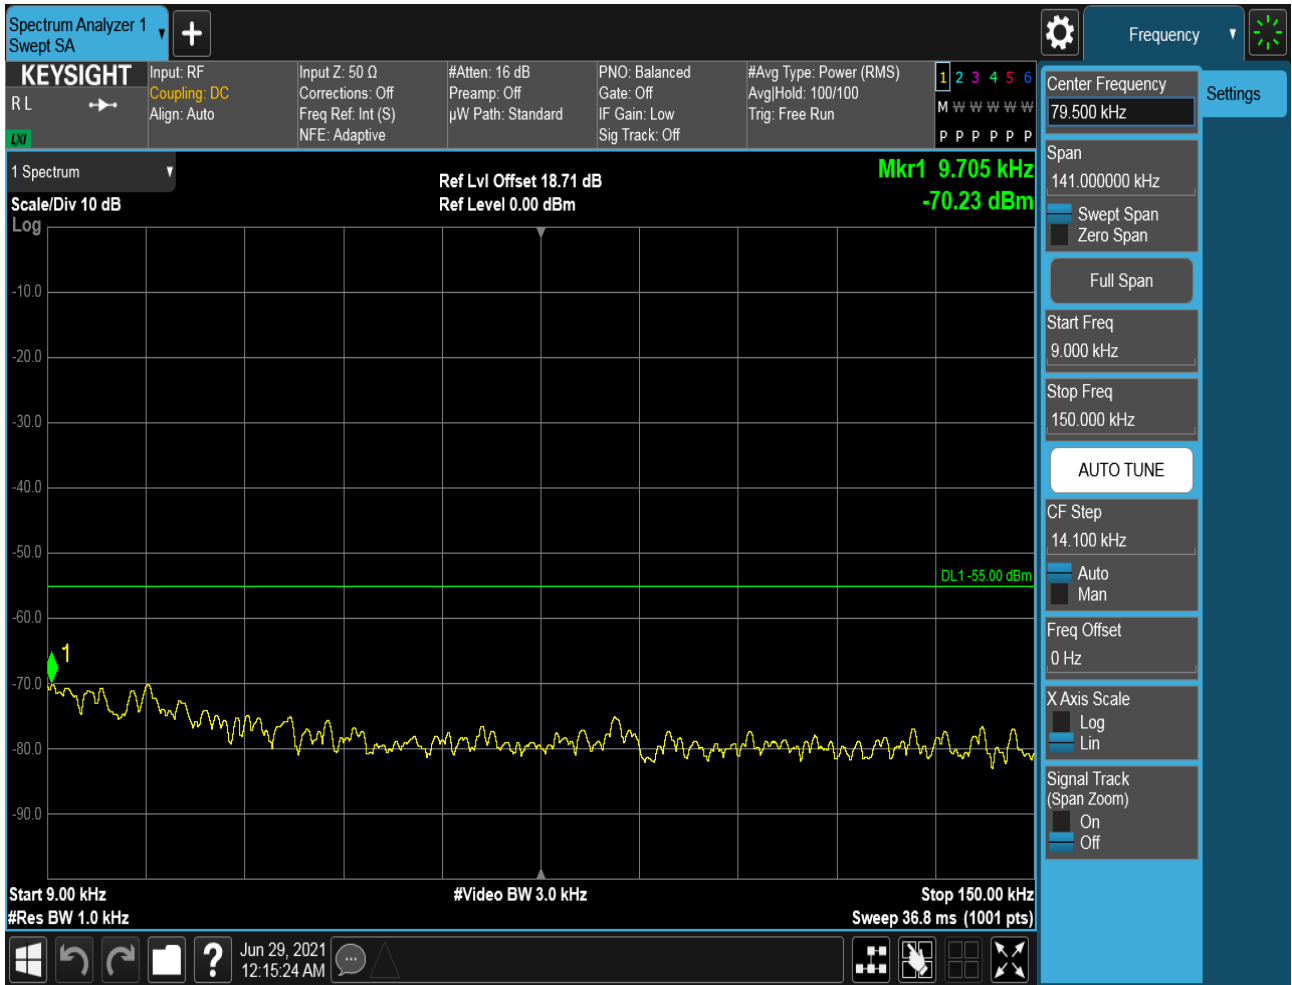 Spectrum Analyzer 1
Swept SA
Frequency
KEYSIGHT
R L
LXI
Input: RF
Coupling: DC
Align: Auto
Input Z: 50 Ω
Corrections: Off
Freq Ref: Int (S)
NFE: Adaptive
#Atten: 16 dB
Preamp: Off
µW Path: Standard
PNO: Balanced
Gate: Off
IF Gain: Low
Sig Track: Off
#Avg Type: Power (RMS)
Avg|Hold: 100/100
Trig: Free Run
1 2 3 4 5 6
M W W W W W
P P P P P P
1 Spectrum
Scale/Div 10 dB
Log
Ref Lvl Offset 18.71 dB
Ref Level 0.00 dBm
Mkr1 9.705 kHz
-70.23 dBm
-10.0
-20.0
-30.0
-40.0
-50.0
DL1 -55.00 dBm
-60.0
1
-70.0
-80.0
-90.0
Start 9.00 kHz
#Res BW 1.0 kHz
#Video BW 3.0 kHz
Stop 150.00 kHz
Sweep 36.8 ms (1001 pts)
Center Frequency
79.500 kHz
Settings
Span
141.000000 kHz
Swept Span
Zero Span
Full Span
Start Freq
9.000 kHz
Stop Freq
150.000 kHz
AUTO TUNE
CF Step
14.100 kHz
Auto
Man
Freq Offset
0 Hz
X Axis Scale
Log
Lin
Signal Track
(Span Zoom)
On
Off
?
Jun 29, 2021
12:15:24 AM